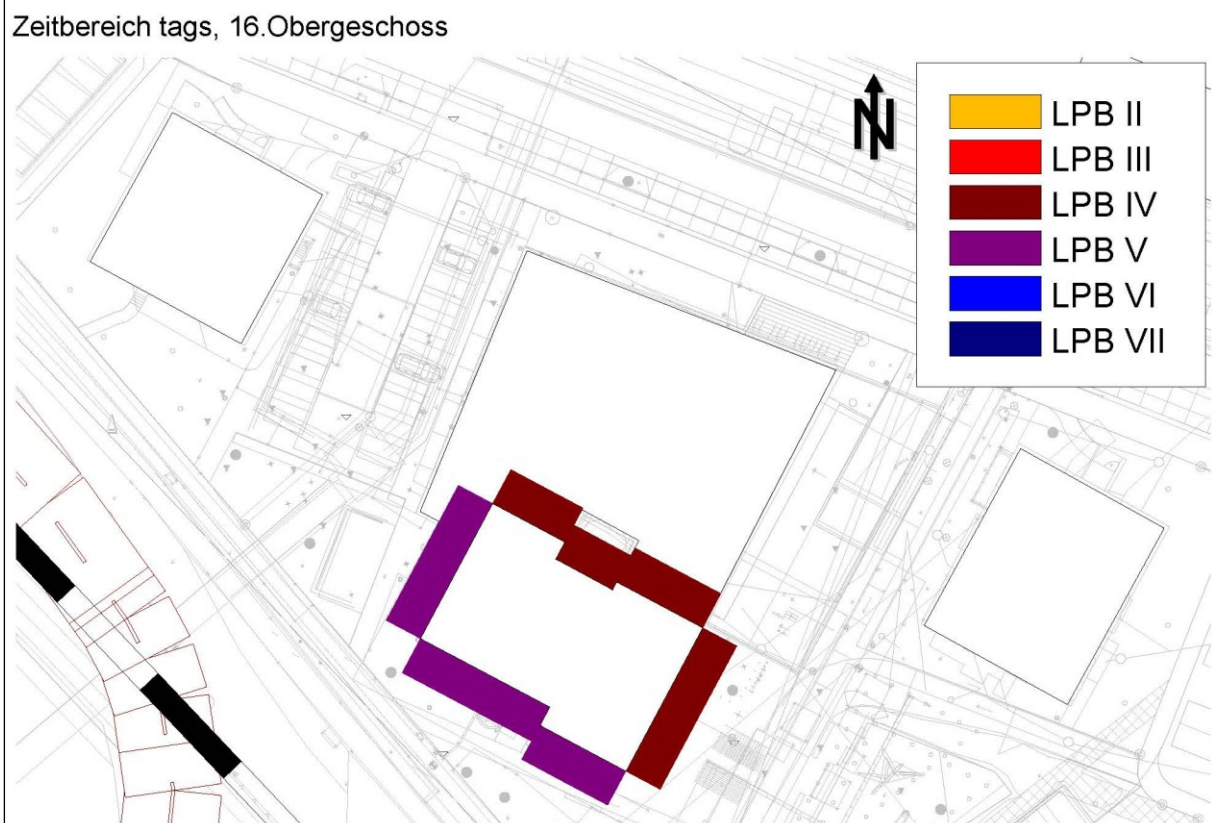 Zeitbereich tags, 16.Obergeschoss
N
LPB II
LPB III
LPB IV
LPB V
LPB VI
LPB VII